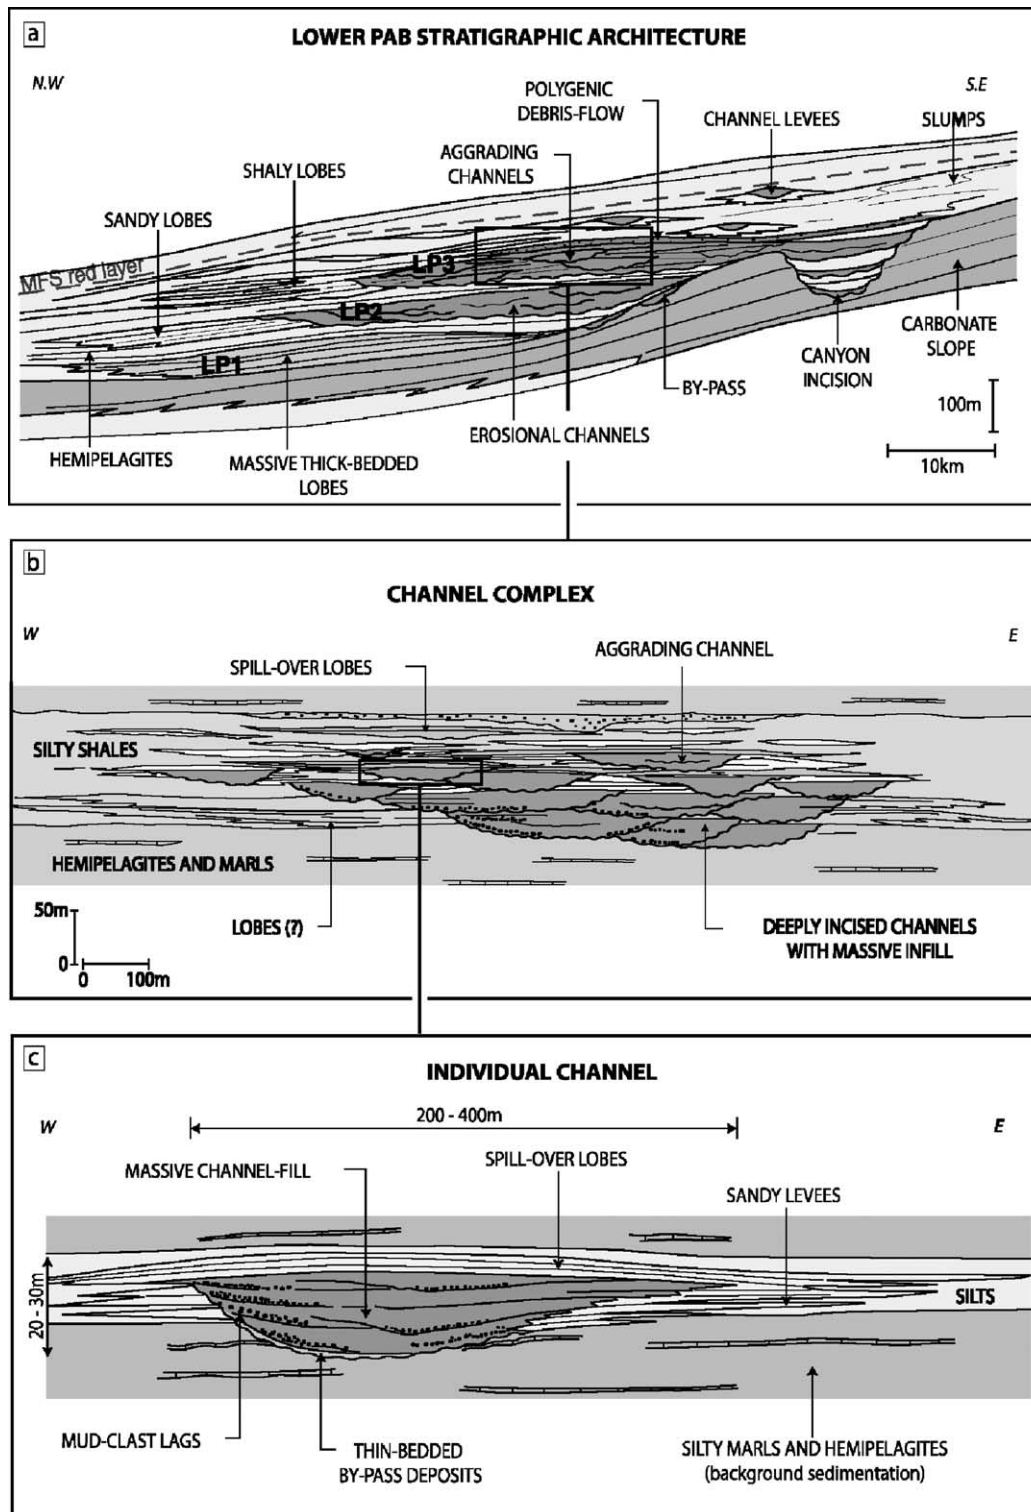 a
LOWER PAB STRATIGRAPHIC ARCHITECTURE
N.W
S.E
POLYGENIC
DEBRIS-FLOW
CHANNEL LEVEES
SLUMPS
AGGRADING
CHANNELS
SHALY LOBES
SANDY LOBES
MFS red layer
LP3
LP2
LP1
CARBONATE
SLOPE
CANYON
INCISION
BY-PASS
100m
10km
EROSIONAL CHANNELS
HEMIPELAGITES
MASSIVE THICK-BEDDED
LOBES
b
CHANNEL COMPLEX
W
E
AGGRADING CHANNEL
SPILL-OVER LOBES
SILTY SHALES
HEMIPELAGITES AND MARLS
50m
0
0
100m
LOBES (?)
DEEPLY INCISED CHANNELS
WITH MASSIVE INFILL
c
INDIVIDUAL CHANNEL
W
E
200 - 400m
MASSIVE CHANNEL-FILL
SPILL-OVER LOBES
SANDY LEVEES
20 - 30m
SILTS
MUD-CLAST LAGS
THIN-BEDDED
BY-PASS DEPOSITS
SILTY MARLS AND HEMIPELAGITES
(background sedimentation)